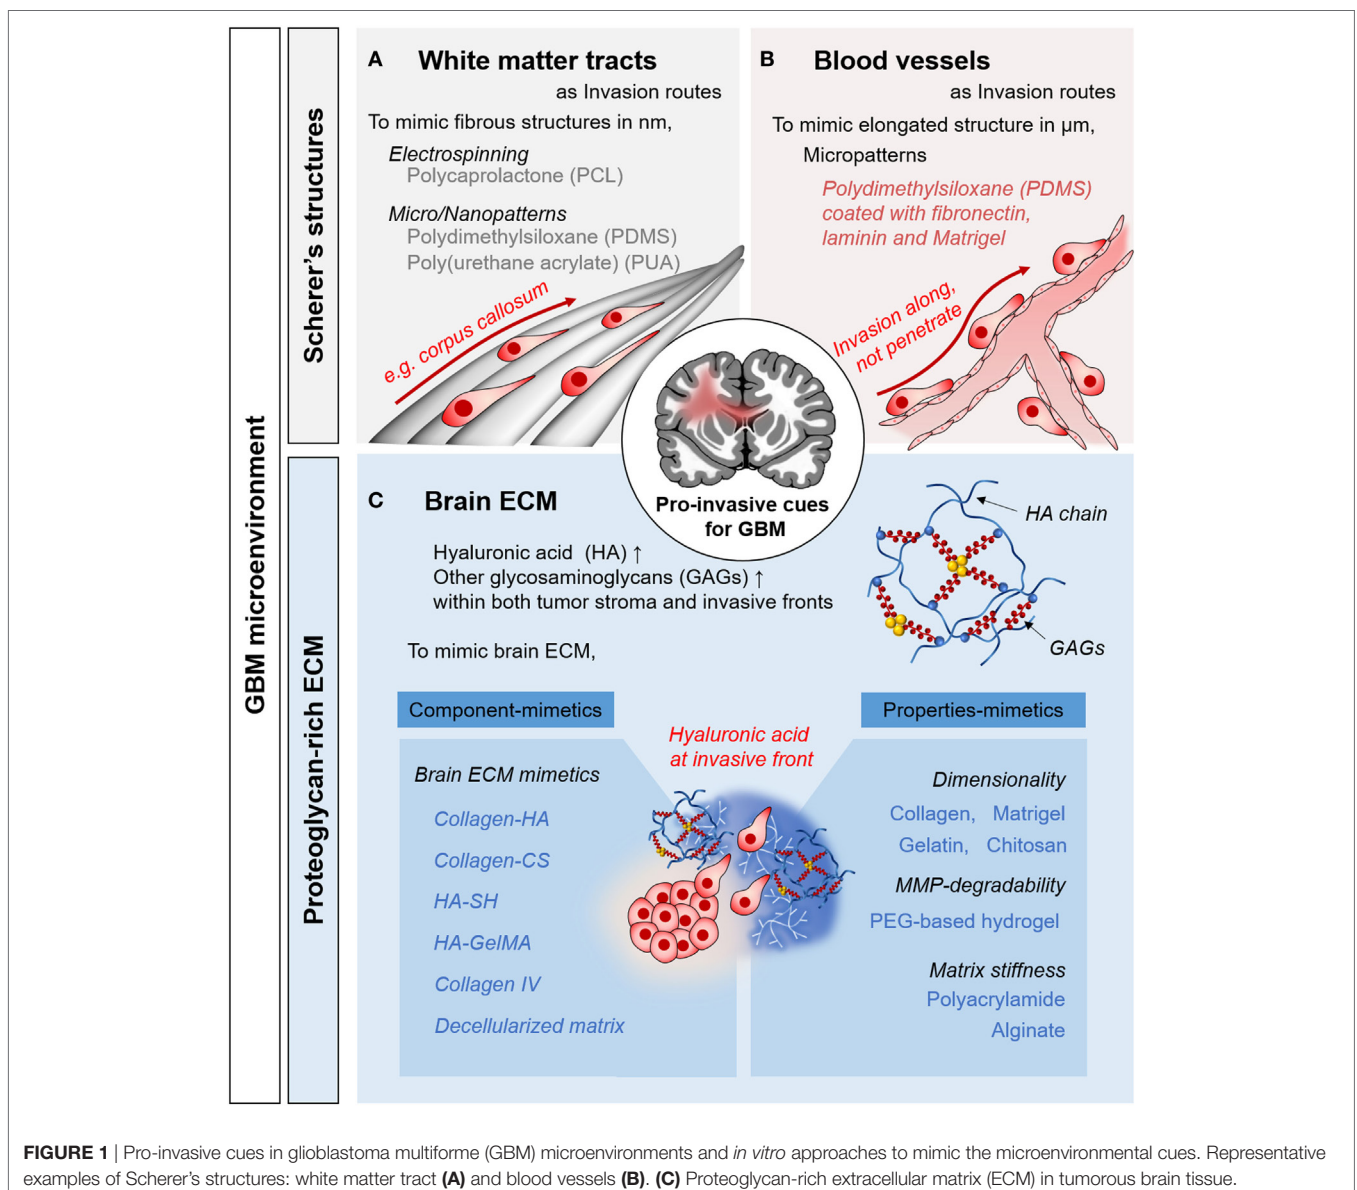 GBM microenvironment
Scherer's structures
Proteoglycan-rich ECM
A White matter tracts
as Invasion routes
To mimic fibrous structures in nm,
Electrospinning
Polycaprolactone (PCL)
Micro/Nanopatterns
Polydimethylsiloxane (PDMS)
Poly(urethane acrylate) (PUA)
e.g. corpus callosum
B Blood vessels
as Invasion routes
To mimic elongated structure in µm,
Micropatterns
Polydimethylsiloxane (PDMS)
coated with fibronectin,
laminin and Matrigel
Invasion along,
not penetrate
Pro-invasive cues
for GBM
C Brain ECM
Hyaluronic acid (HA) ↑
Other glycosaminoglycans (GAGs) ↑
within both tumor stroma and invasive fronts
HA chain
GAGs
To mimic brain ECM,
Component-mimetics
Brain ECM mimetics
Collagen-HA
Collagen-CS
HA-SH
HA-GelMA
Collagen IV
Decellularized matrix
Hyaluronic acid
at invasive front
Properties-mimetics
Dimensionality
Collagen, Matrigel
Gelatin, Chitosan
MMP-degradability
PEG-based hydrogel
Matrix stiffness
Polyacrylamide
Alginate
FIGURE 1 | Pro-invasive cues in glioblastoma multiforme (GBM) microenvironments and in vitro approaches to mimic the microenvironmental cues. Representative
examples of Scherer's structures: white matter tract (A) and blood vessels (B). (C) Proteoglycan-rich extracellular matrix (ECM) in tumorous brain tissue.